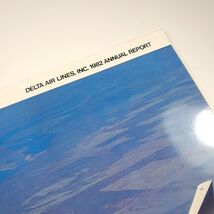 DELTA AIR LINES, INC. 1982 ANNUAL REPORT